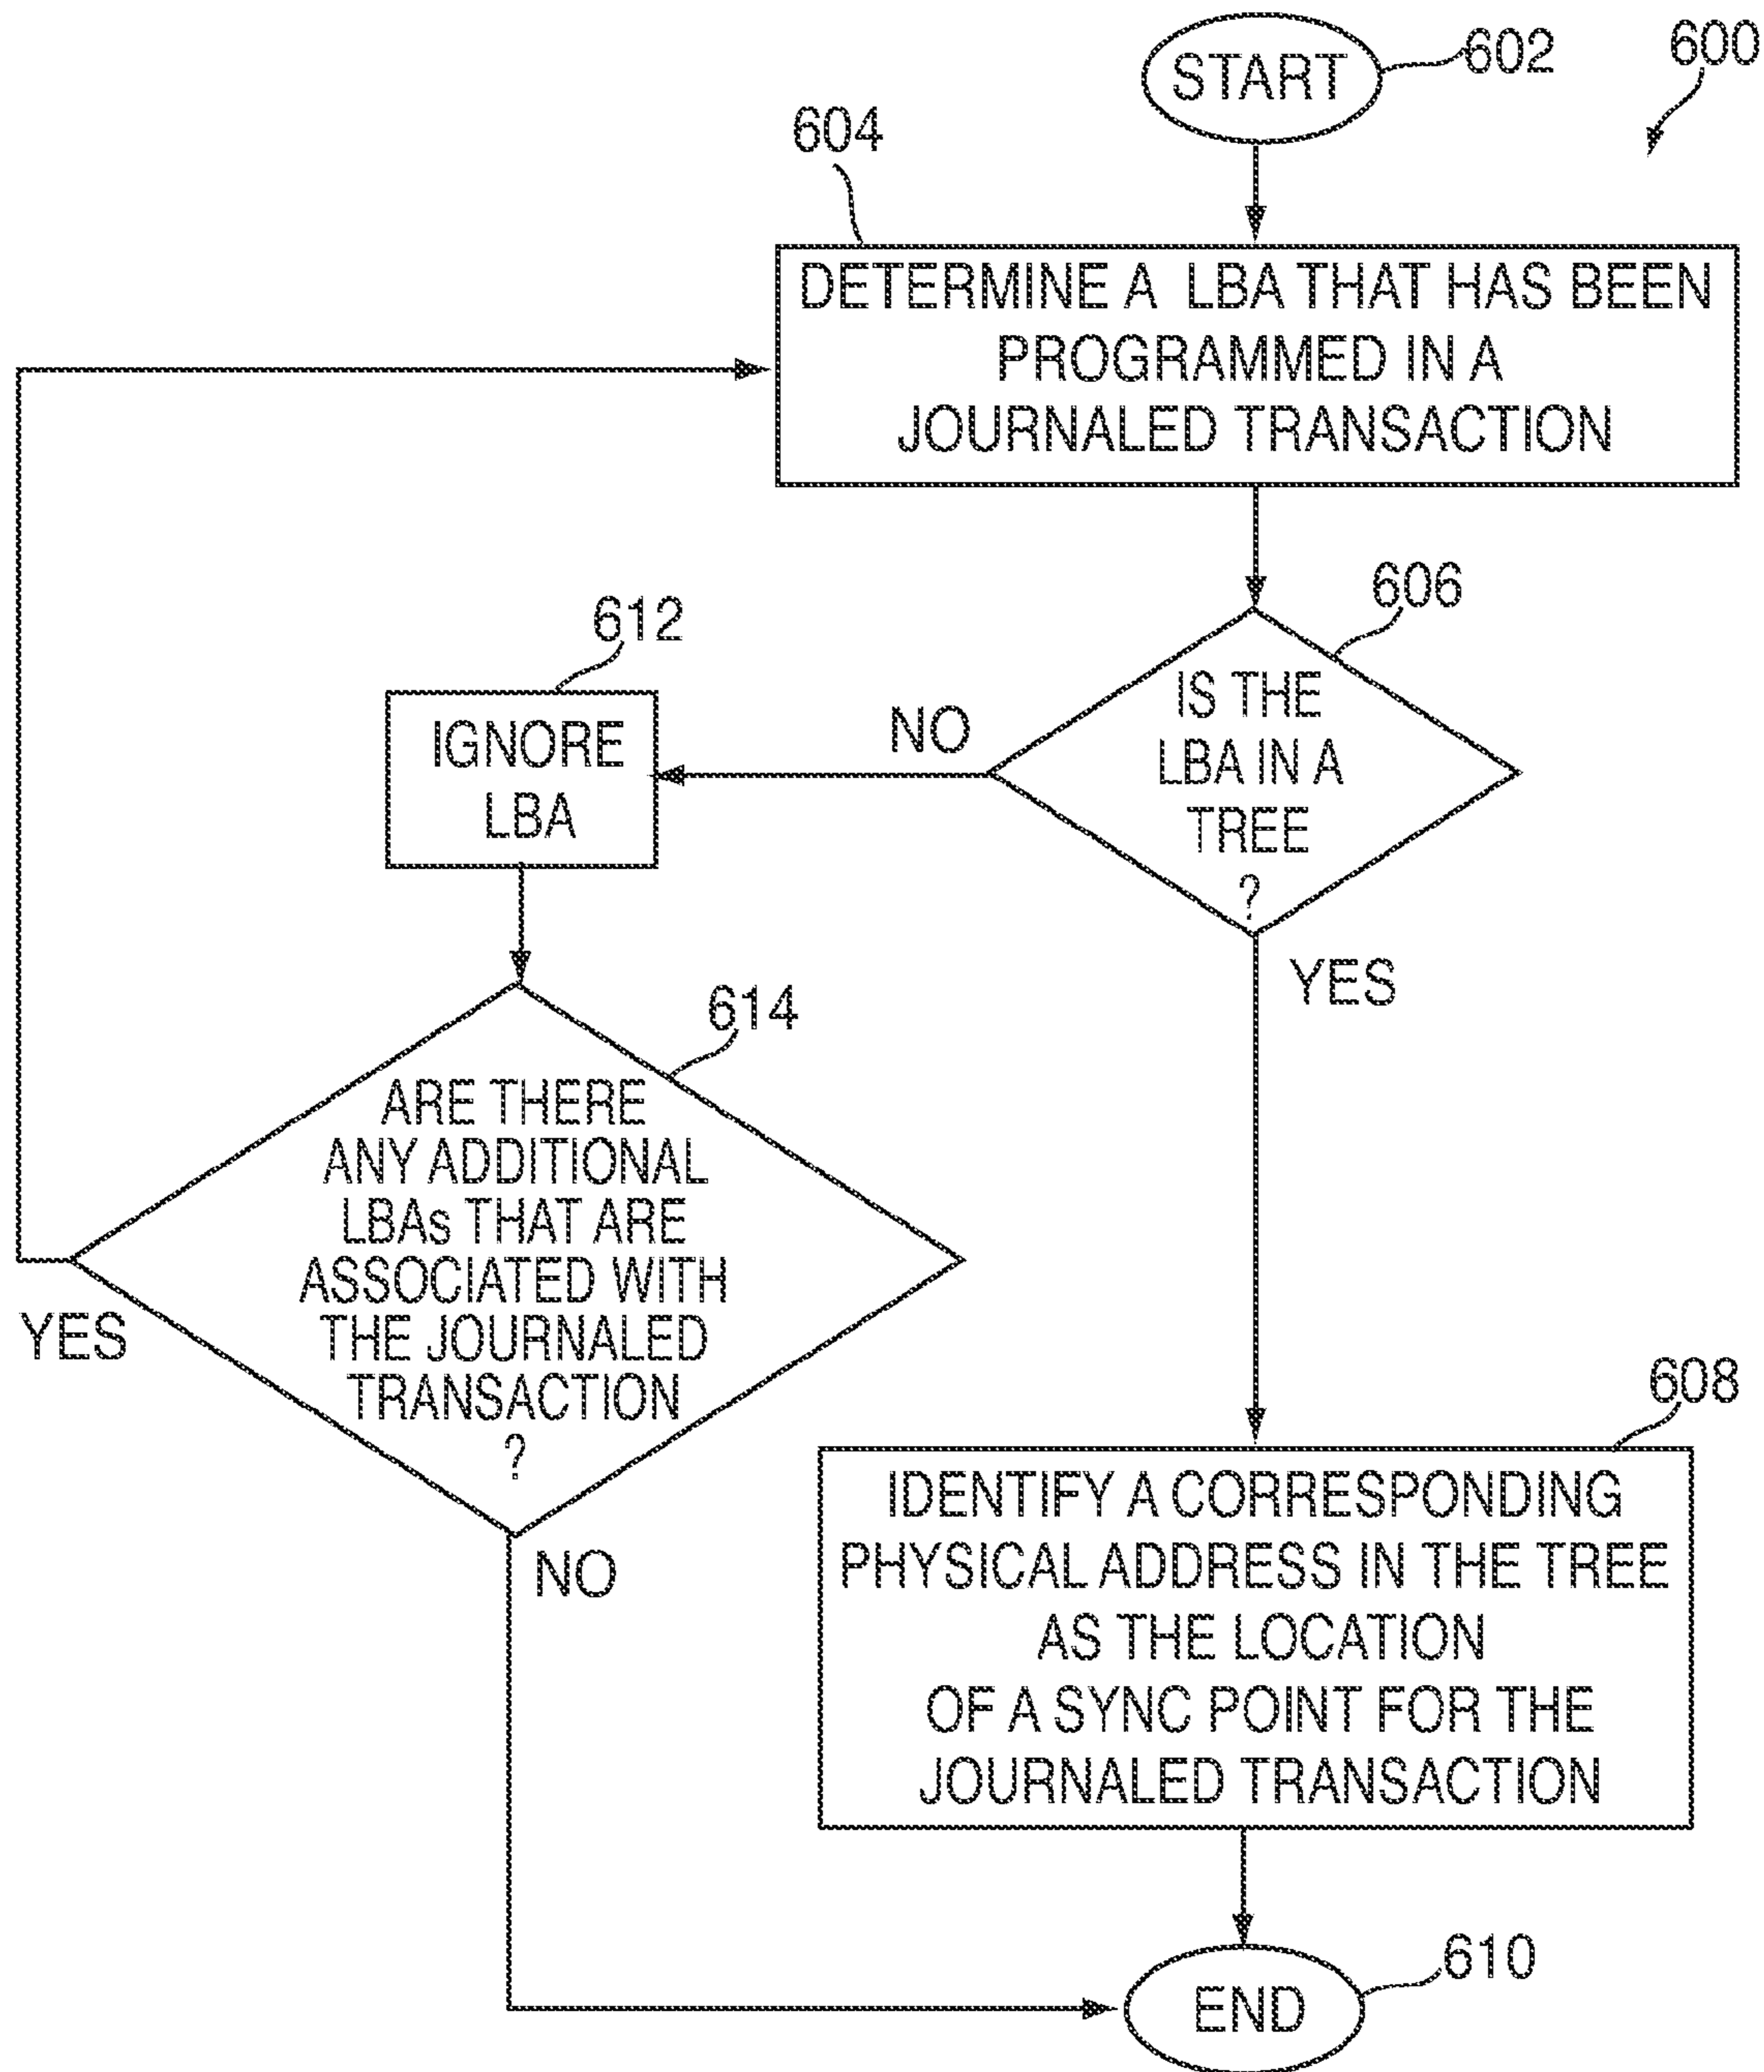 START
602
600
604
DETERMINE A LBA THAT HAS BEEN
PROGRAMMED IN A
JOURNALED TRANSACTION
606
IS THE
LBA IN A
TREE
?
NO
YES
612
IGNORE
LBA
614
ARE THERE
ANY ADDITIONAL
LBAs THAT ARE
ASSOCIATED WITH
THE JOURNALED
TRANSACTION
?
YES
NO
608
IDENTIFY A CORRESPONDING
PHYSICAL ADDRESS IN THE TREE
AS THE LOCATION
OF A SYNC POINT FOR THE
JOURNALED TRANSACTION
END
610